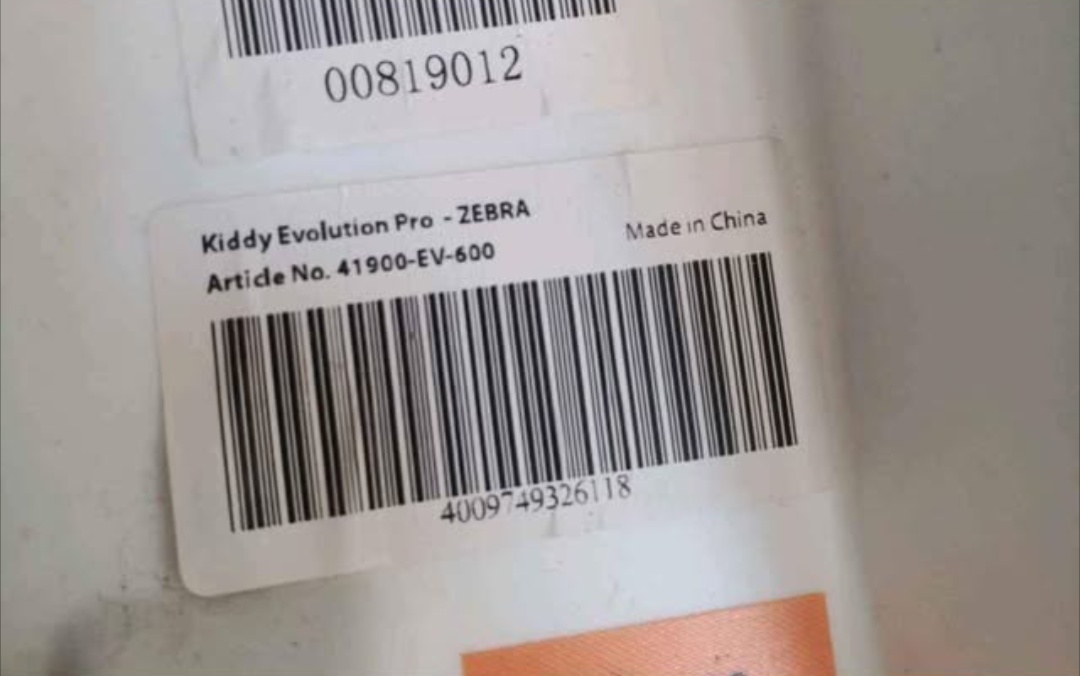 00819012
Kiddy Evolution Pro - ZEBRA
Article No. 41900-EV-600
Made in China
4009749326118